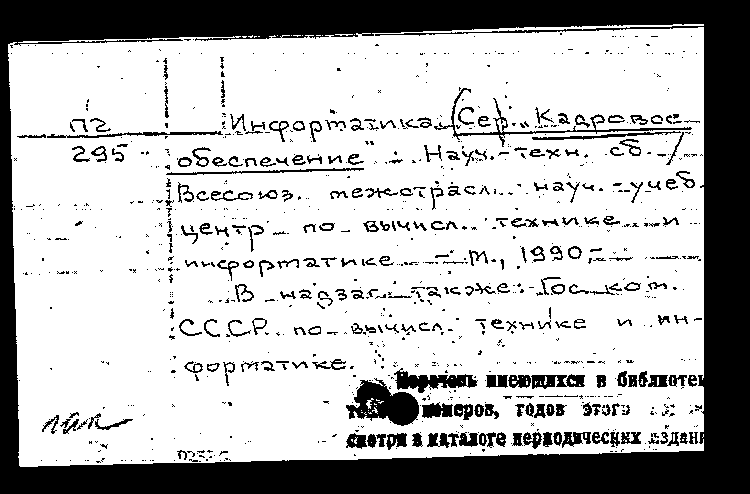 П2
295
Информатика. (Сер. „Кадровое
обеспечение" : Науч.-техн. сб. /
Всесоюз. межотрасл. науч.-учеб.
центр по вычисл. технике и
информатике. - М., 1990.-
В надзаг. также: Гос. ком.
СССР по вычисл. технике и ин-
форматике.
Перечень имеющихся в библиотек
номеров, годов этого
смотри в каталоге периодических издани